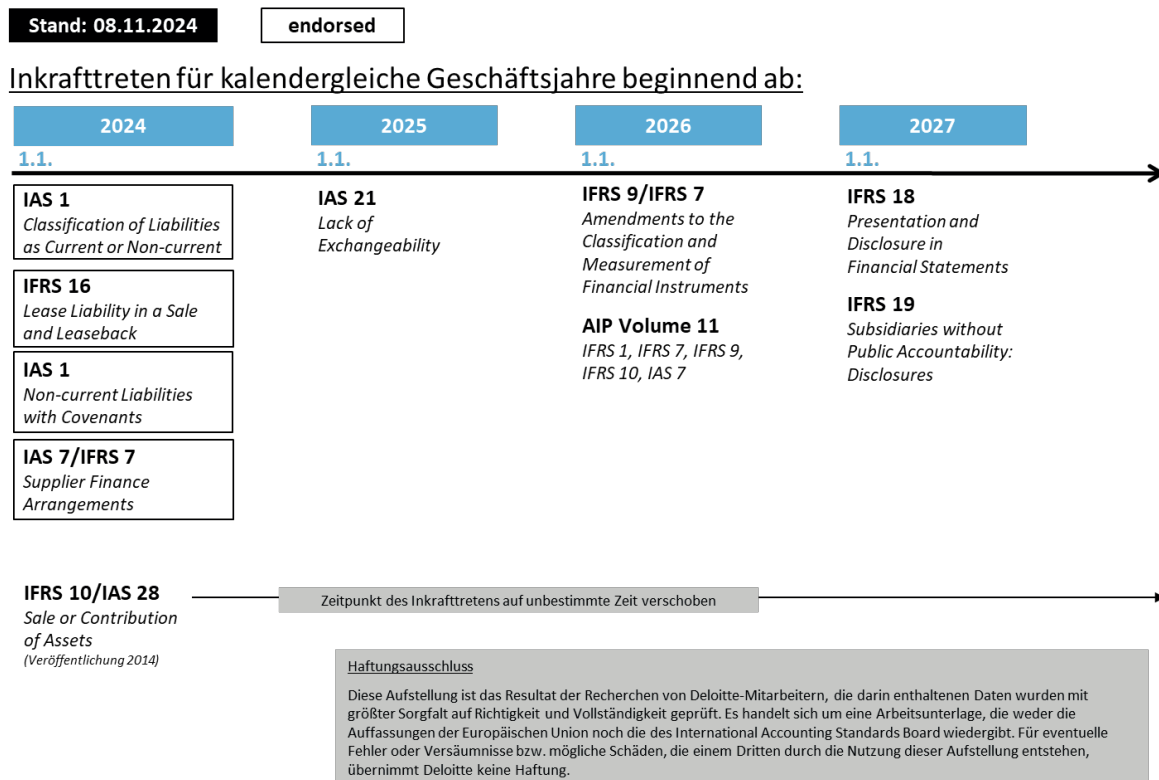 Stand: 08.11.2024
endorsed
Inkrafttreten für kalendergleiche Geschäftsjahre beginnend ab:
2024
1.1.
IAS 1
Classification of Liabilities
as Current or Non-current
IFRS 16
Lease Liability in a Sale
and Leaseback
IAS 1
Non-current Liabilities
with Covenants
IAS 7/IFRS 7
Supplier Finance
Arrangements
2025
1.1.
IAS 21
Lack of
Exchangeability
2026
1.1.
IFRS 9/IFRS 7
Amendments to the
Classification and
Measurement of
Financial Instruments
AIP Volume 11
IFRS 1, IFRS 7, IFRS 9,
IFRS 10, IAS 7
2027
1.1.
IFRS 18
Presentation and
Disclosure in
Financial Statements
IFRS 19
Subsidiaries without
Public Accountability:
Disclosures
IFRS 10/IAS 28
Sale or Contribution
of Assets
(Veröffentlichung 2014)
Zeitpunkt des Inkrafttretens auf unbestimmte Zeit verschoben
Haftungsausschluss
Diese Aufstellung ist das Resultat der Recherchen von Deloitte-Mitarbeitern, die darin enthaltenen Daten wurden mit
größter Sorgfalt auf Richtigkeit und Vollständigkeit geprüft. Es handelt sich um eine Arbeitsunterlage, die weder die
Auffassungen der Europäischen Union noch die des International Accounting Standards Board wiedergibt. Für eventuelle
Fehler oder Versäumnisse bzw. mögliche Schäden, die einem Dritten durch die Nutzung dieser Aufstellung entstehen,
übernimmt Deloitte keine Haftung.